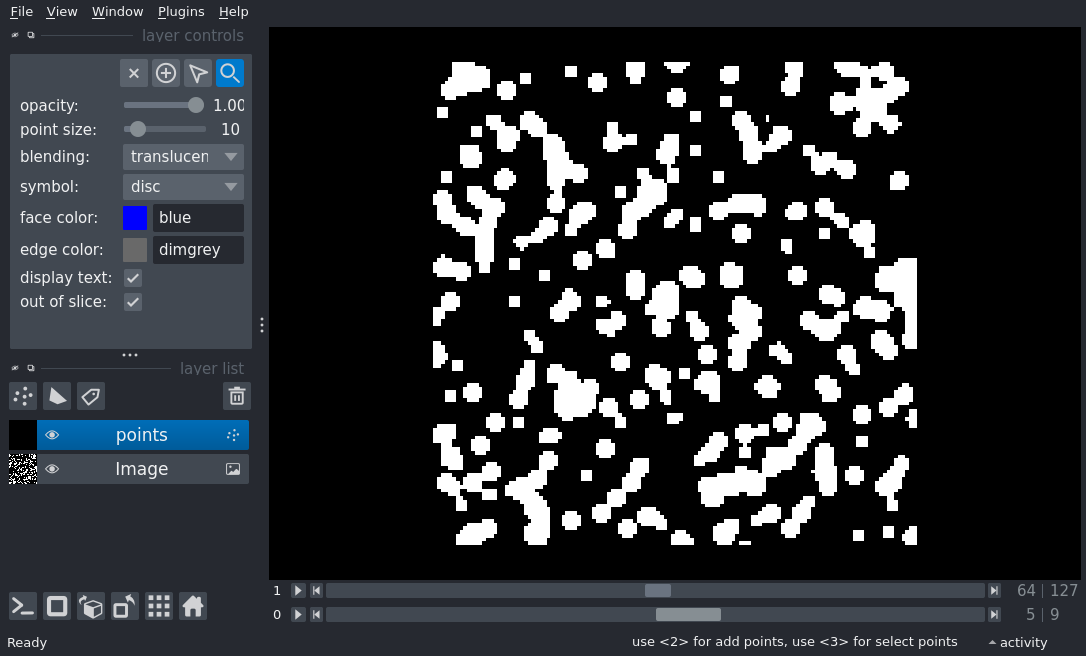 File View Window Plugins Help
layer controls
opacity: 1.00
point size: 10
blending: translucen
symbol: disc
face color: blue
edge color: dimgrey
display text:
out of slice:
layer list
points
Image
1 64 127
0 5 9
Ready use <2> for add points, use <3> for select points activity